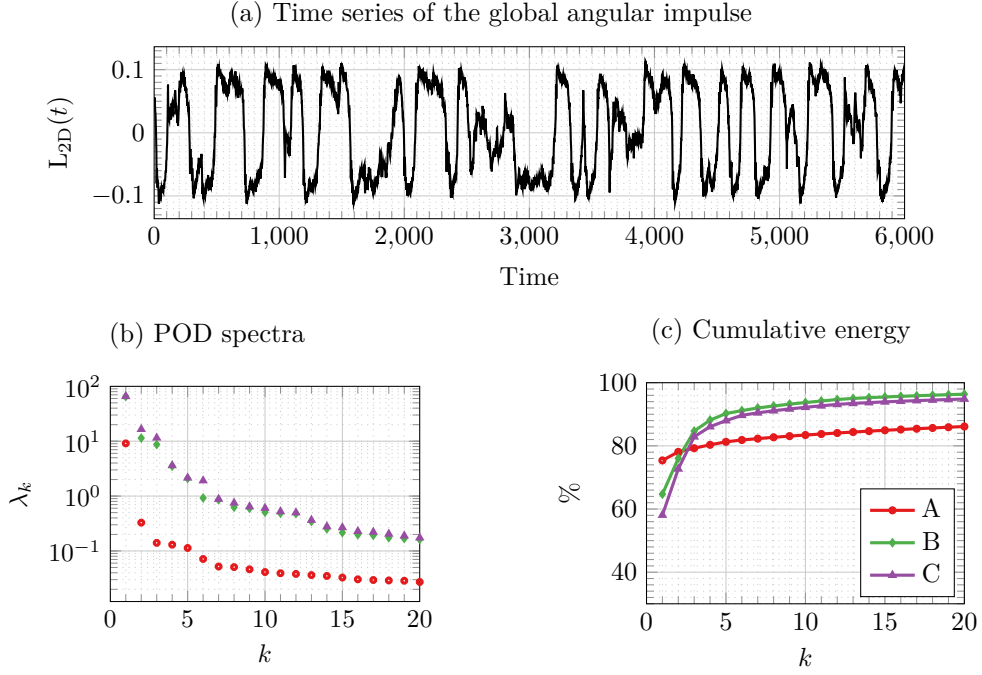 (a) Time series of the global angular impulse
L2D(t)
0.1
0
−0.1
0 1,000 2,000 3,000 4,000 5,000 6,000
Time
(b) POD spectra
λk
10^2
10^1
10^0
10^−1
0 5 10 15 20
k
(c) Cumulative energy
%
100
80
60
40
0 5 10 15 20
k
A
B
C